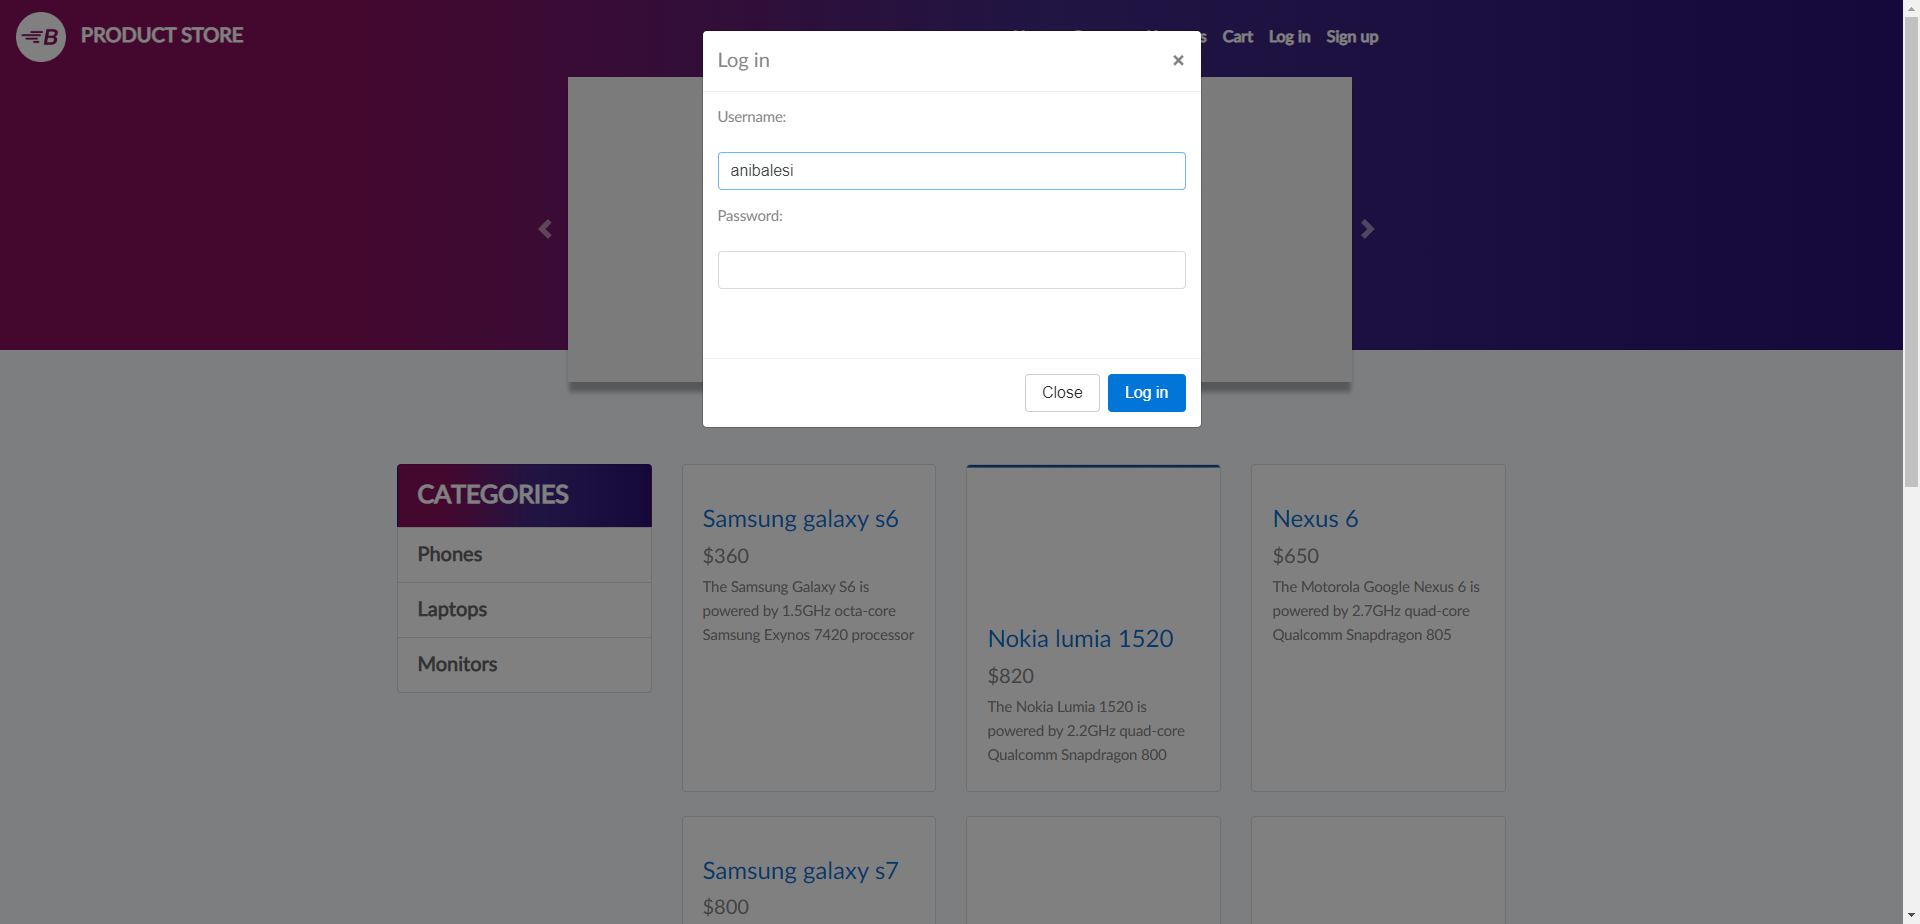 B PRODUCT STORE
Cart Log in Sign up
Log in ×
Username:
anibalesi
Password:
Close Log in
CATEGORIES
Phones
Laptops
Monitors
Samsung galaxy s6
$360
The Samsung Galaxy S6 is
powered by 1.5GHz octa-core
Samsung Exynos 7420 processor
Nokia lumia 1520
$820
The Nokia Lumia 1520 is
powered by 2.2GHz quad-core
Qualcomm Snapdragon 800
Nexus 6
$650
The Motorola Google Nexus 6 is
powered by 2.7GHz quad-core
Qualcomm Snapdragon 805
Samsung galaxy s7
$800